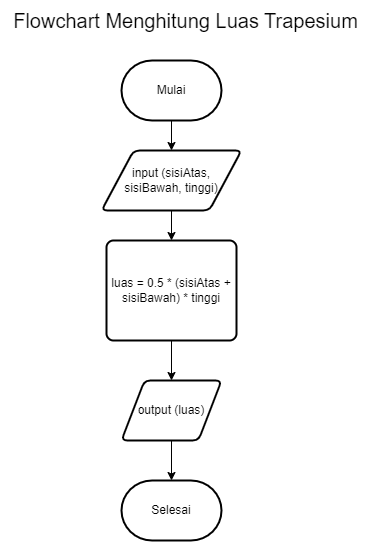 Flowchart Menghitung Luas Trapesium
Mulai
input (sisiAtas,
sisiBawah, tinggi)
luas = 0.5 * (sisiAtas +
sisiBawah) * tinggi
output (luas)
Selesai